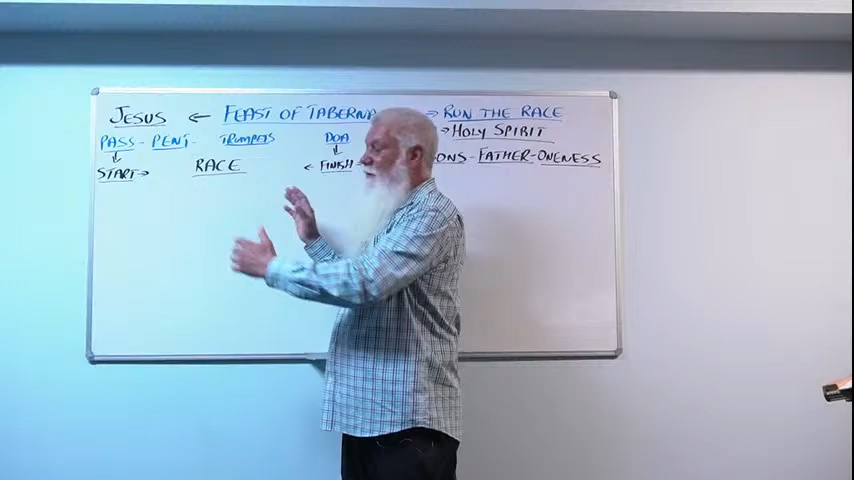 JESUS ← FEAST OF TABERNA → RUN THE RACE
→ HOLY SPIRIT
PASS - PENT - TRUMPETS DOA
↓ ↓
START → RACE ← FINISH ONS - FATHER - ONENESS